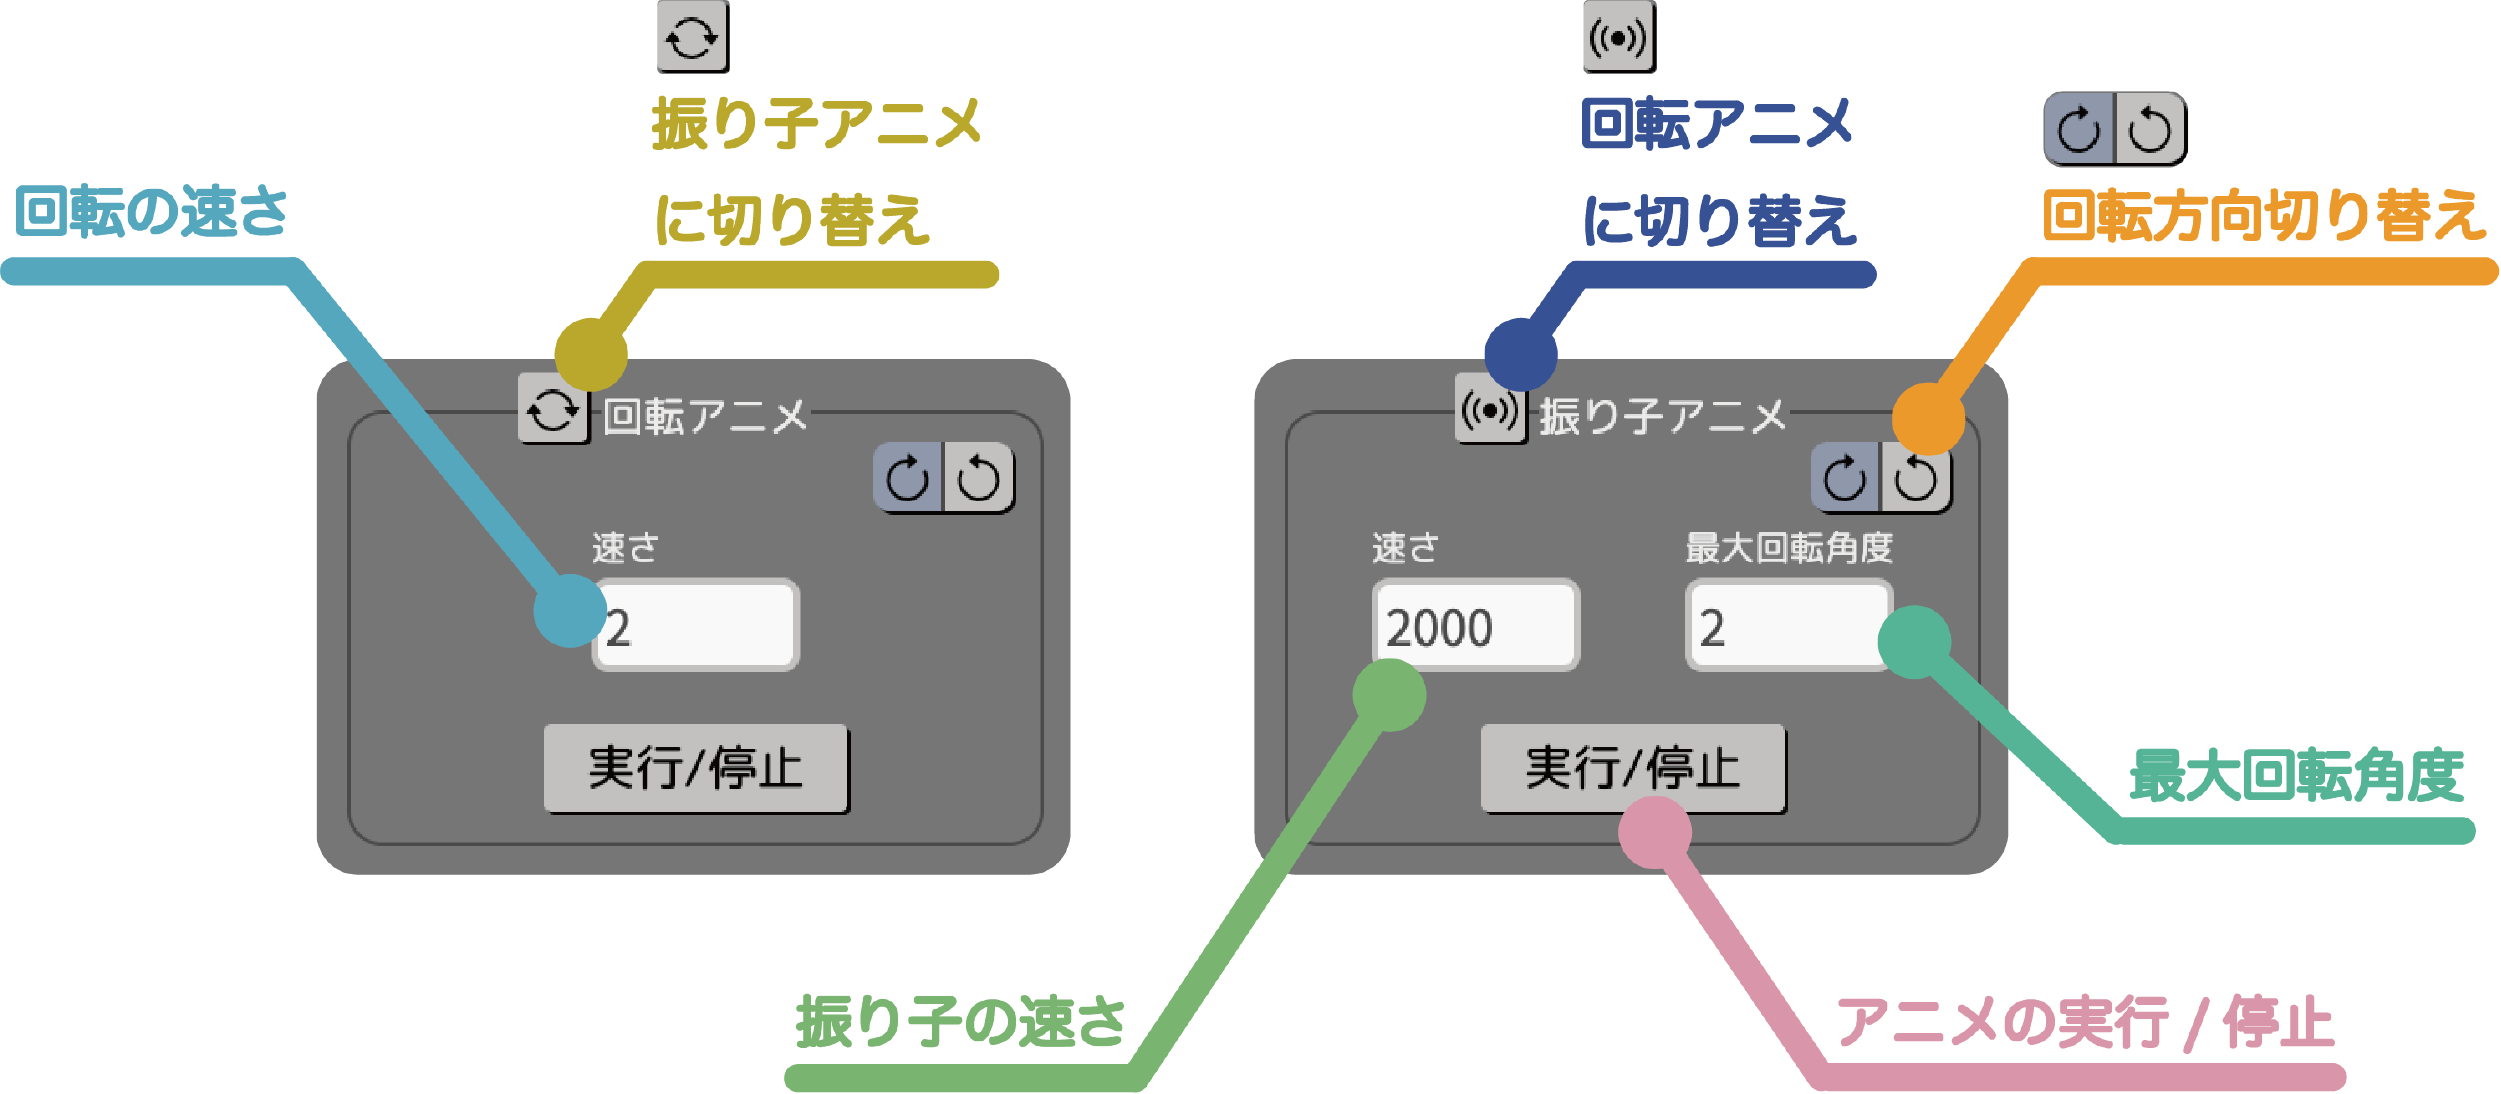 振り子アニメ
に切り替え
回転アニメ
に切り替え
回転の速さ
回転方向切り替え
回転アニメ
速さ
2
実行/停止
振り子アニメ
速さ
最大回転角度
2000
2
実行/停止
最大回転角度
振り子の速さ
アニメの実行/停止